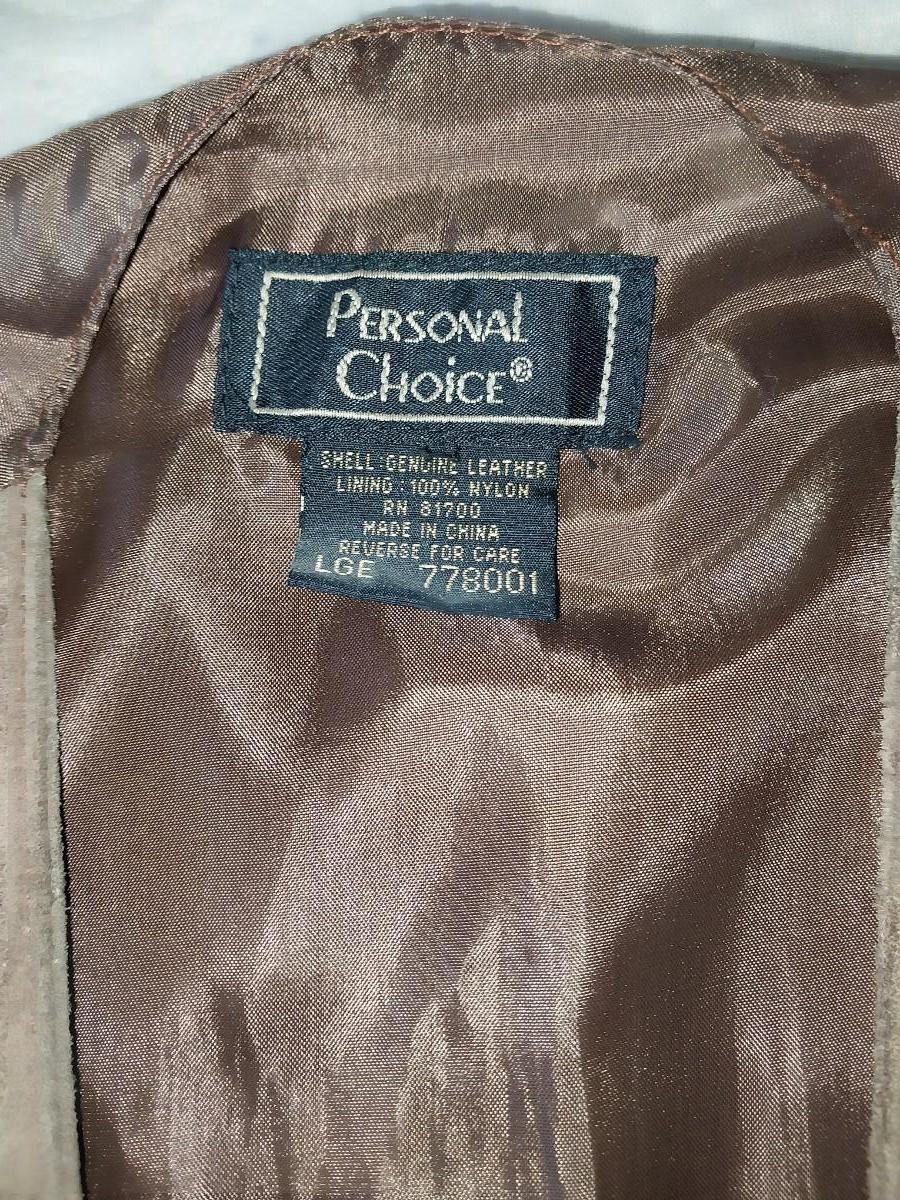 PERSONAL
CHOICE®
SHELL GENUINE LEATHER
LINING : 100% NYLON
RN 81700
MADE IN CHINA
REVERSE FOR CARE
LGE 778001